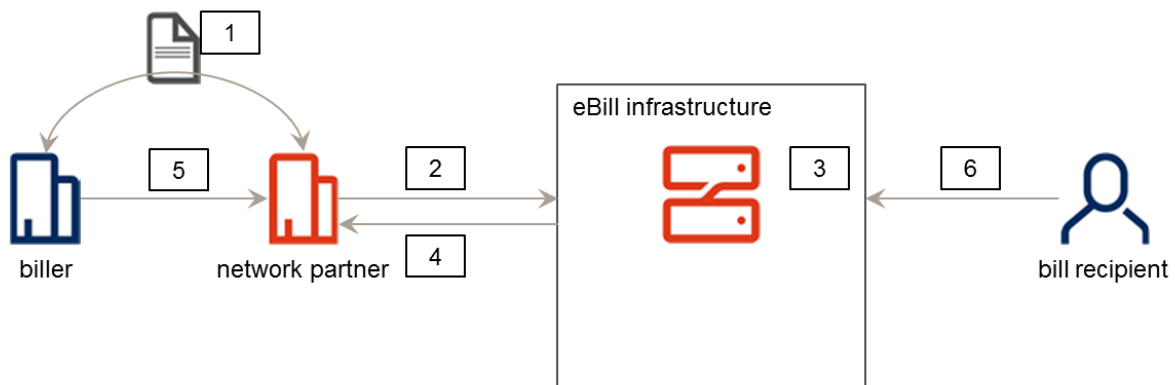 1
eBill infrastructure
5
2
3
6
4
biller
network partner
bill recipient